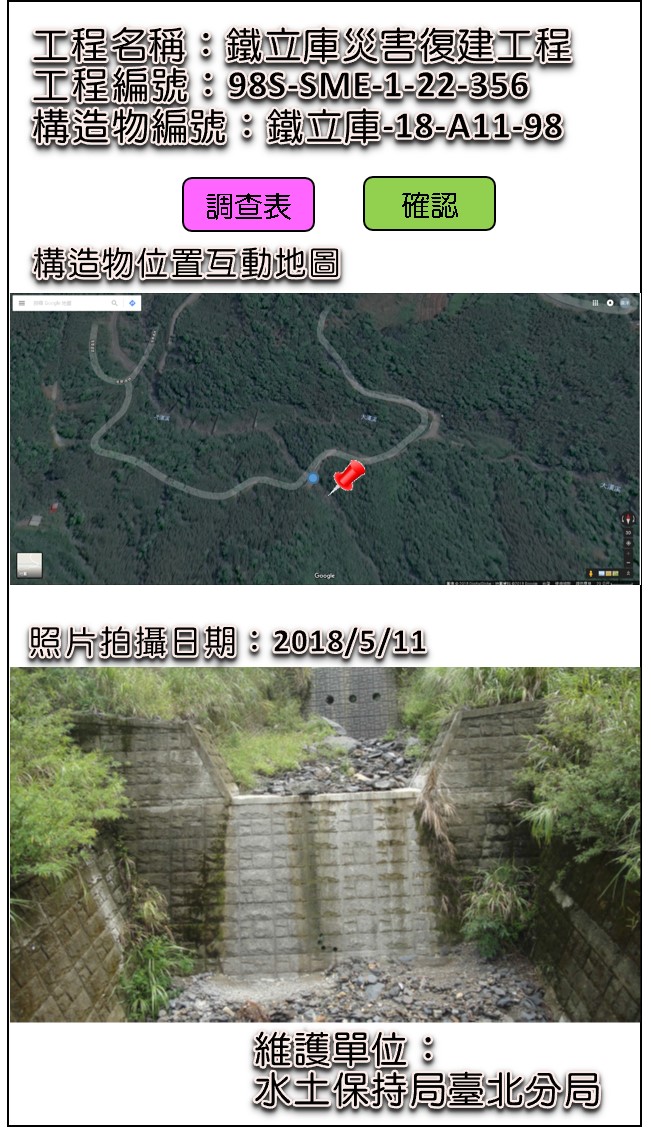 工程名稱：鐵立庫災害復建工程
工程編號：98S-SME-1-22-356
構造物編號：鐵立庫-18-A11-98
調查表
確認
構造物位置互動地圖
Google
照片拍攝日期：2018/5/11
維護單位：
水土保持局臺北分局